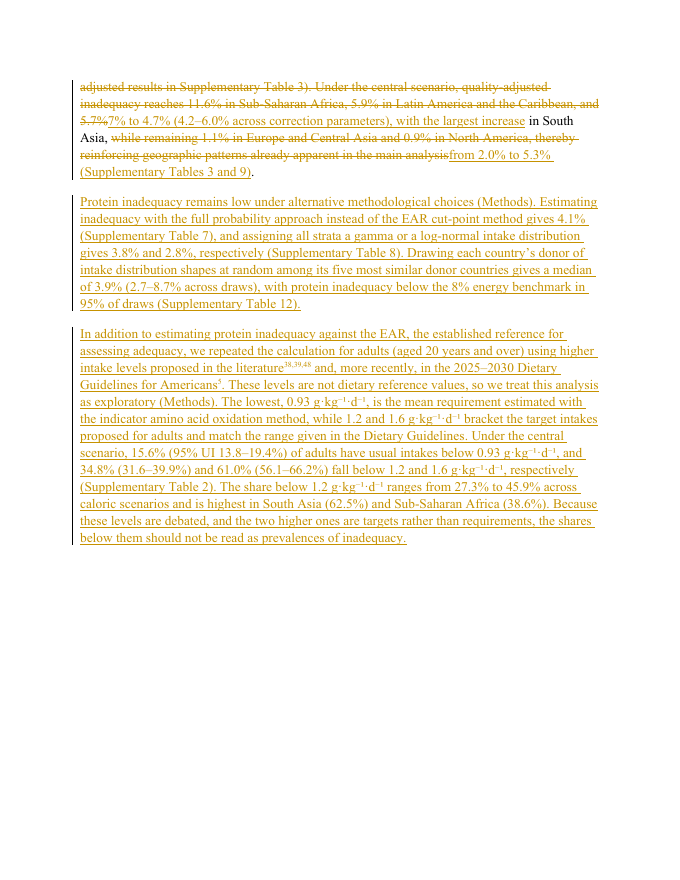 adjusted results in Supplementary Table 3). Under the central scenario, quality-adjusted
inadequacy reaches 11.6% in Sub-Saharan Africa, 5.9% in Latin America and the Caribbean, and
5.7%7% to 4.7% (4.2–6.0% across correction parameters), with the largest increase in South
Asia, while remaining 1.1% in Europe and Central Asia and 0.9% in North America, thereby
reinforcing geographic patterns already apparent in the main analysisfrom 2.0% to 5.3%
(Supplementary Tables 3 and 9).
Protein inadequacy remains low under alternative methodological choices (Methods). Estimating
inadequacy with the full probability approach instead of the EAR cut-point method gives 4.1%
(Supplementary Table 7), and assigning all strata a gamma or a log-normal intake distribution
gives 3.8% and 2.8%, respectively (Supplementary Table 8). Drawing each country’s donor of
intake distribution shapes at random among its five most similar donor countries gives a median
of 3.9% (2.7–8.7% across draws), with protein inadequacy below the 8% energy benchmark in
95% of draws (Supplementary Table 12).
In addition to estimating protein inadequacy against the EAR, the established reference for
assessing adequacy, we repeated the calculation for adults (aged 20 years and over) using higher
intake levels proposed in the literature³⁸,³⁹,⁴⁸ and, more recently, in the 2025–2030 Dietary
Guidelines for Americans⁵. These levels are not dietary reference values, so we treat this analysis
as exploratory (Methods). The lowest, 0.93 g·kg⁻¹·d⁻¹, is the mean requirement estimated with
the indicator amino acid oxidation method, while 1.2 and 1.6 g·kg⁻¹·d⁻¹ bracket the target intakes
proposed for adults and match the range given in the Dietary Guidelines. Under the central
scenario, 15.6% (95% UI 13.8–19.4%) of adults have usual intakes below 0.93 g·kg⁻¹·d⁻¹, and
34.8% (31.6–39.9%) and 61.0% (56.1–66.2%) fall below 1.2 and 1.6 g·kg⁻¹·d⁻¹, respectively
(Supplementary Table 2). The share below 1.2 g·kg⁻¹·d⁻¹ ranges from 27.3% to 45.9% across
caloric scenarios and is highest in South Asia (62.5%) and Sub-Saharan Africa (38.6%). Because
these levels are debated, and the two higher ones are targets rather than requirements, the shares
below them should not be read as prevalences of inadequacy.